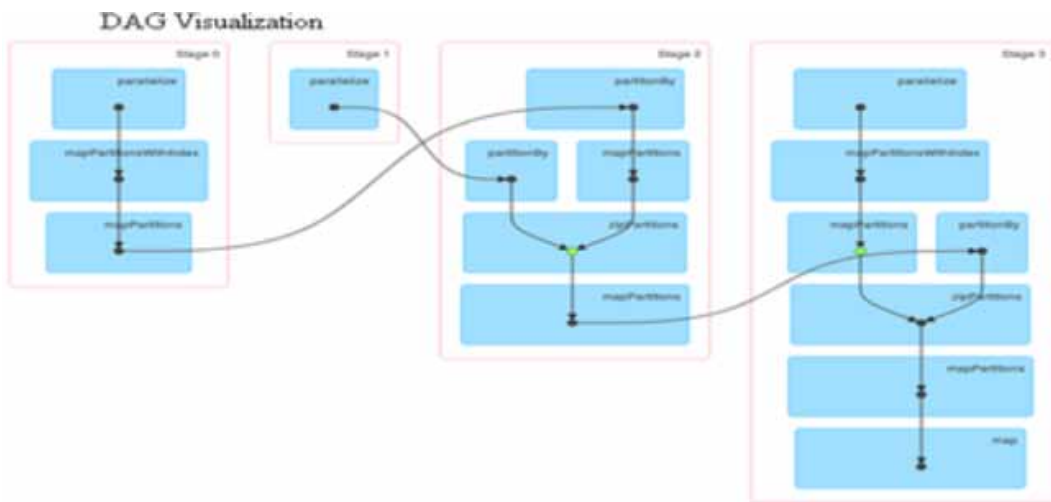 DAG Visualization
Stage 0
parallelize
mapPartitionsWithIndex
mapPartitions
Stage 1
parallelize
Stage 2
partitionBy
partitionBy
mapPartitions
zipPartitions
mapPartitions
Stage 3
parallelize
mapPartitionsWithIndex
mapPartitions
partitionBy
zipPartitions
mapPartitions
map